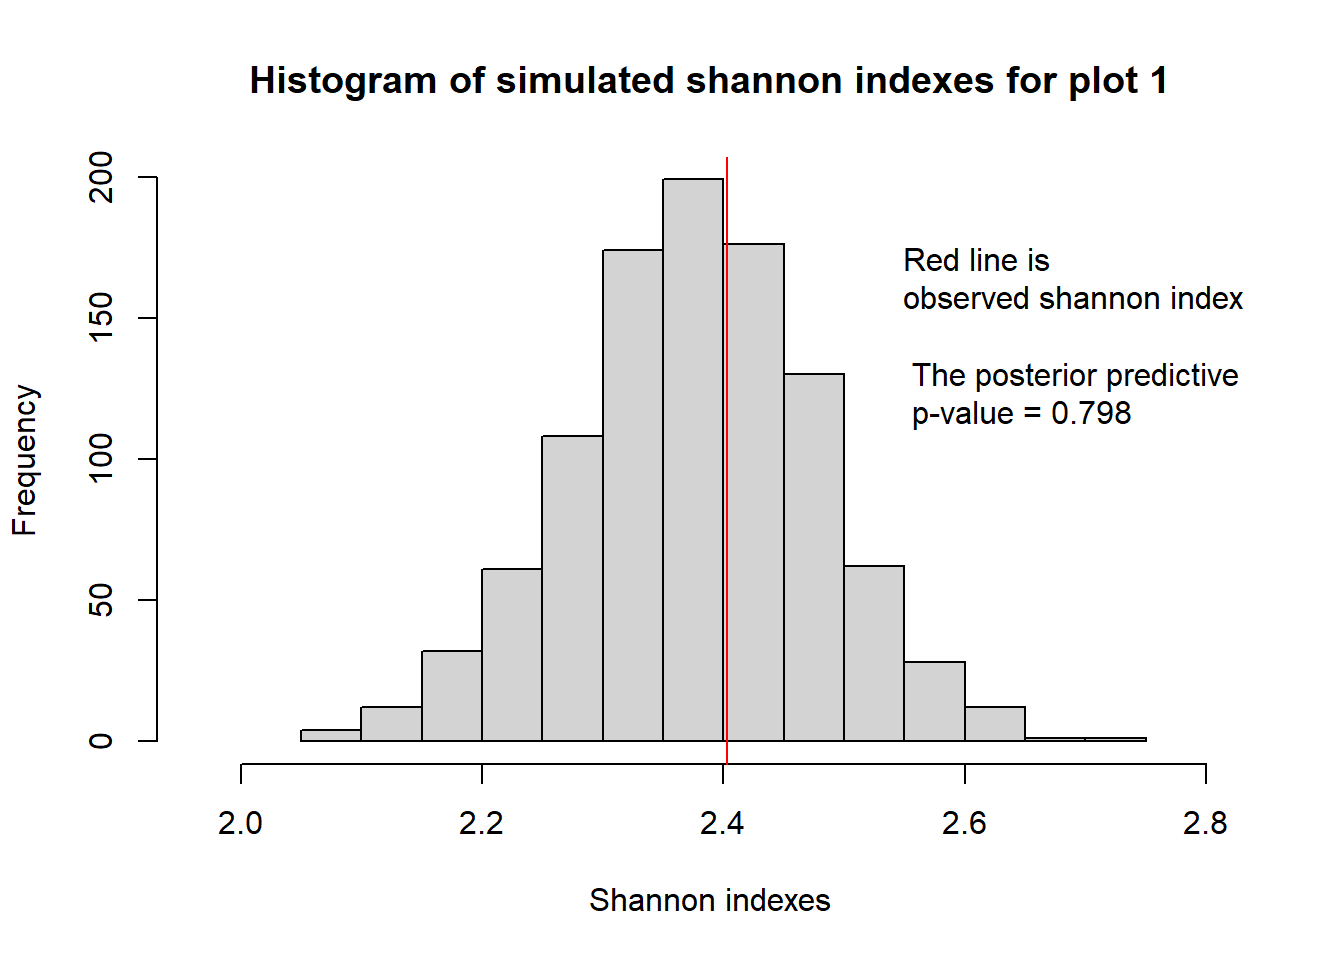 Histogram of simulated shannon indexes for plot 1
200
150
100
50
0
Frequency
Red line is
observed shannon index
The posterior predictive
p-value = 0.798
2.0 2.2 2.4 2.6 2.8
Shannon indexes